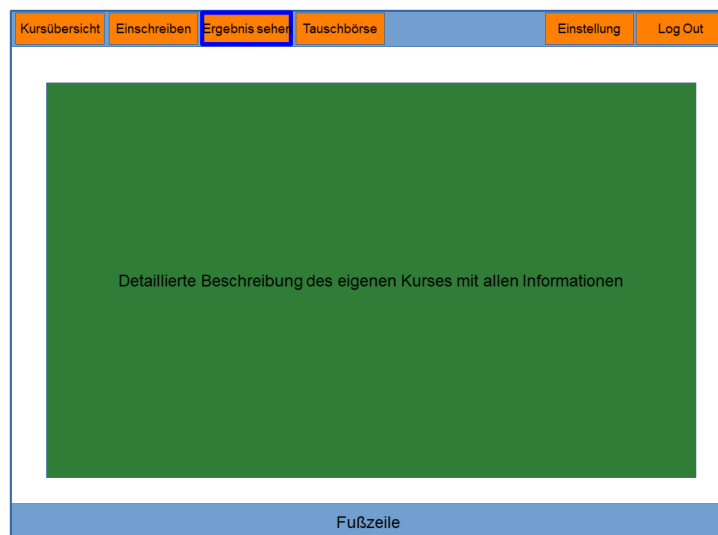 Kursübersicht Einschreiben Ergebnis sehen Tauschbörse Einstellung Log Out
Detaillierte Beschreibung des eigenen Kurses mit allen Informationen
Fußzeile